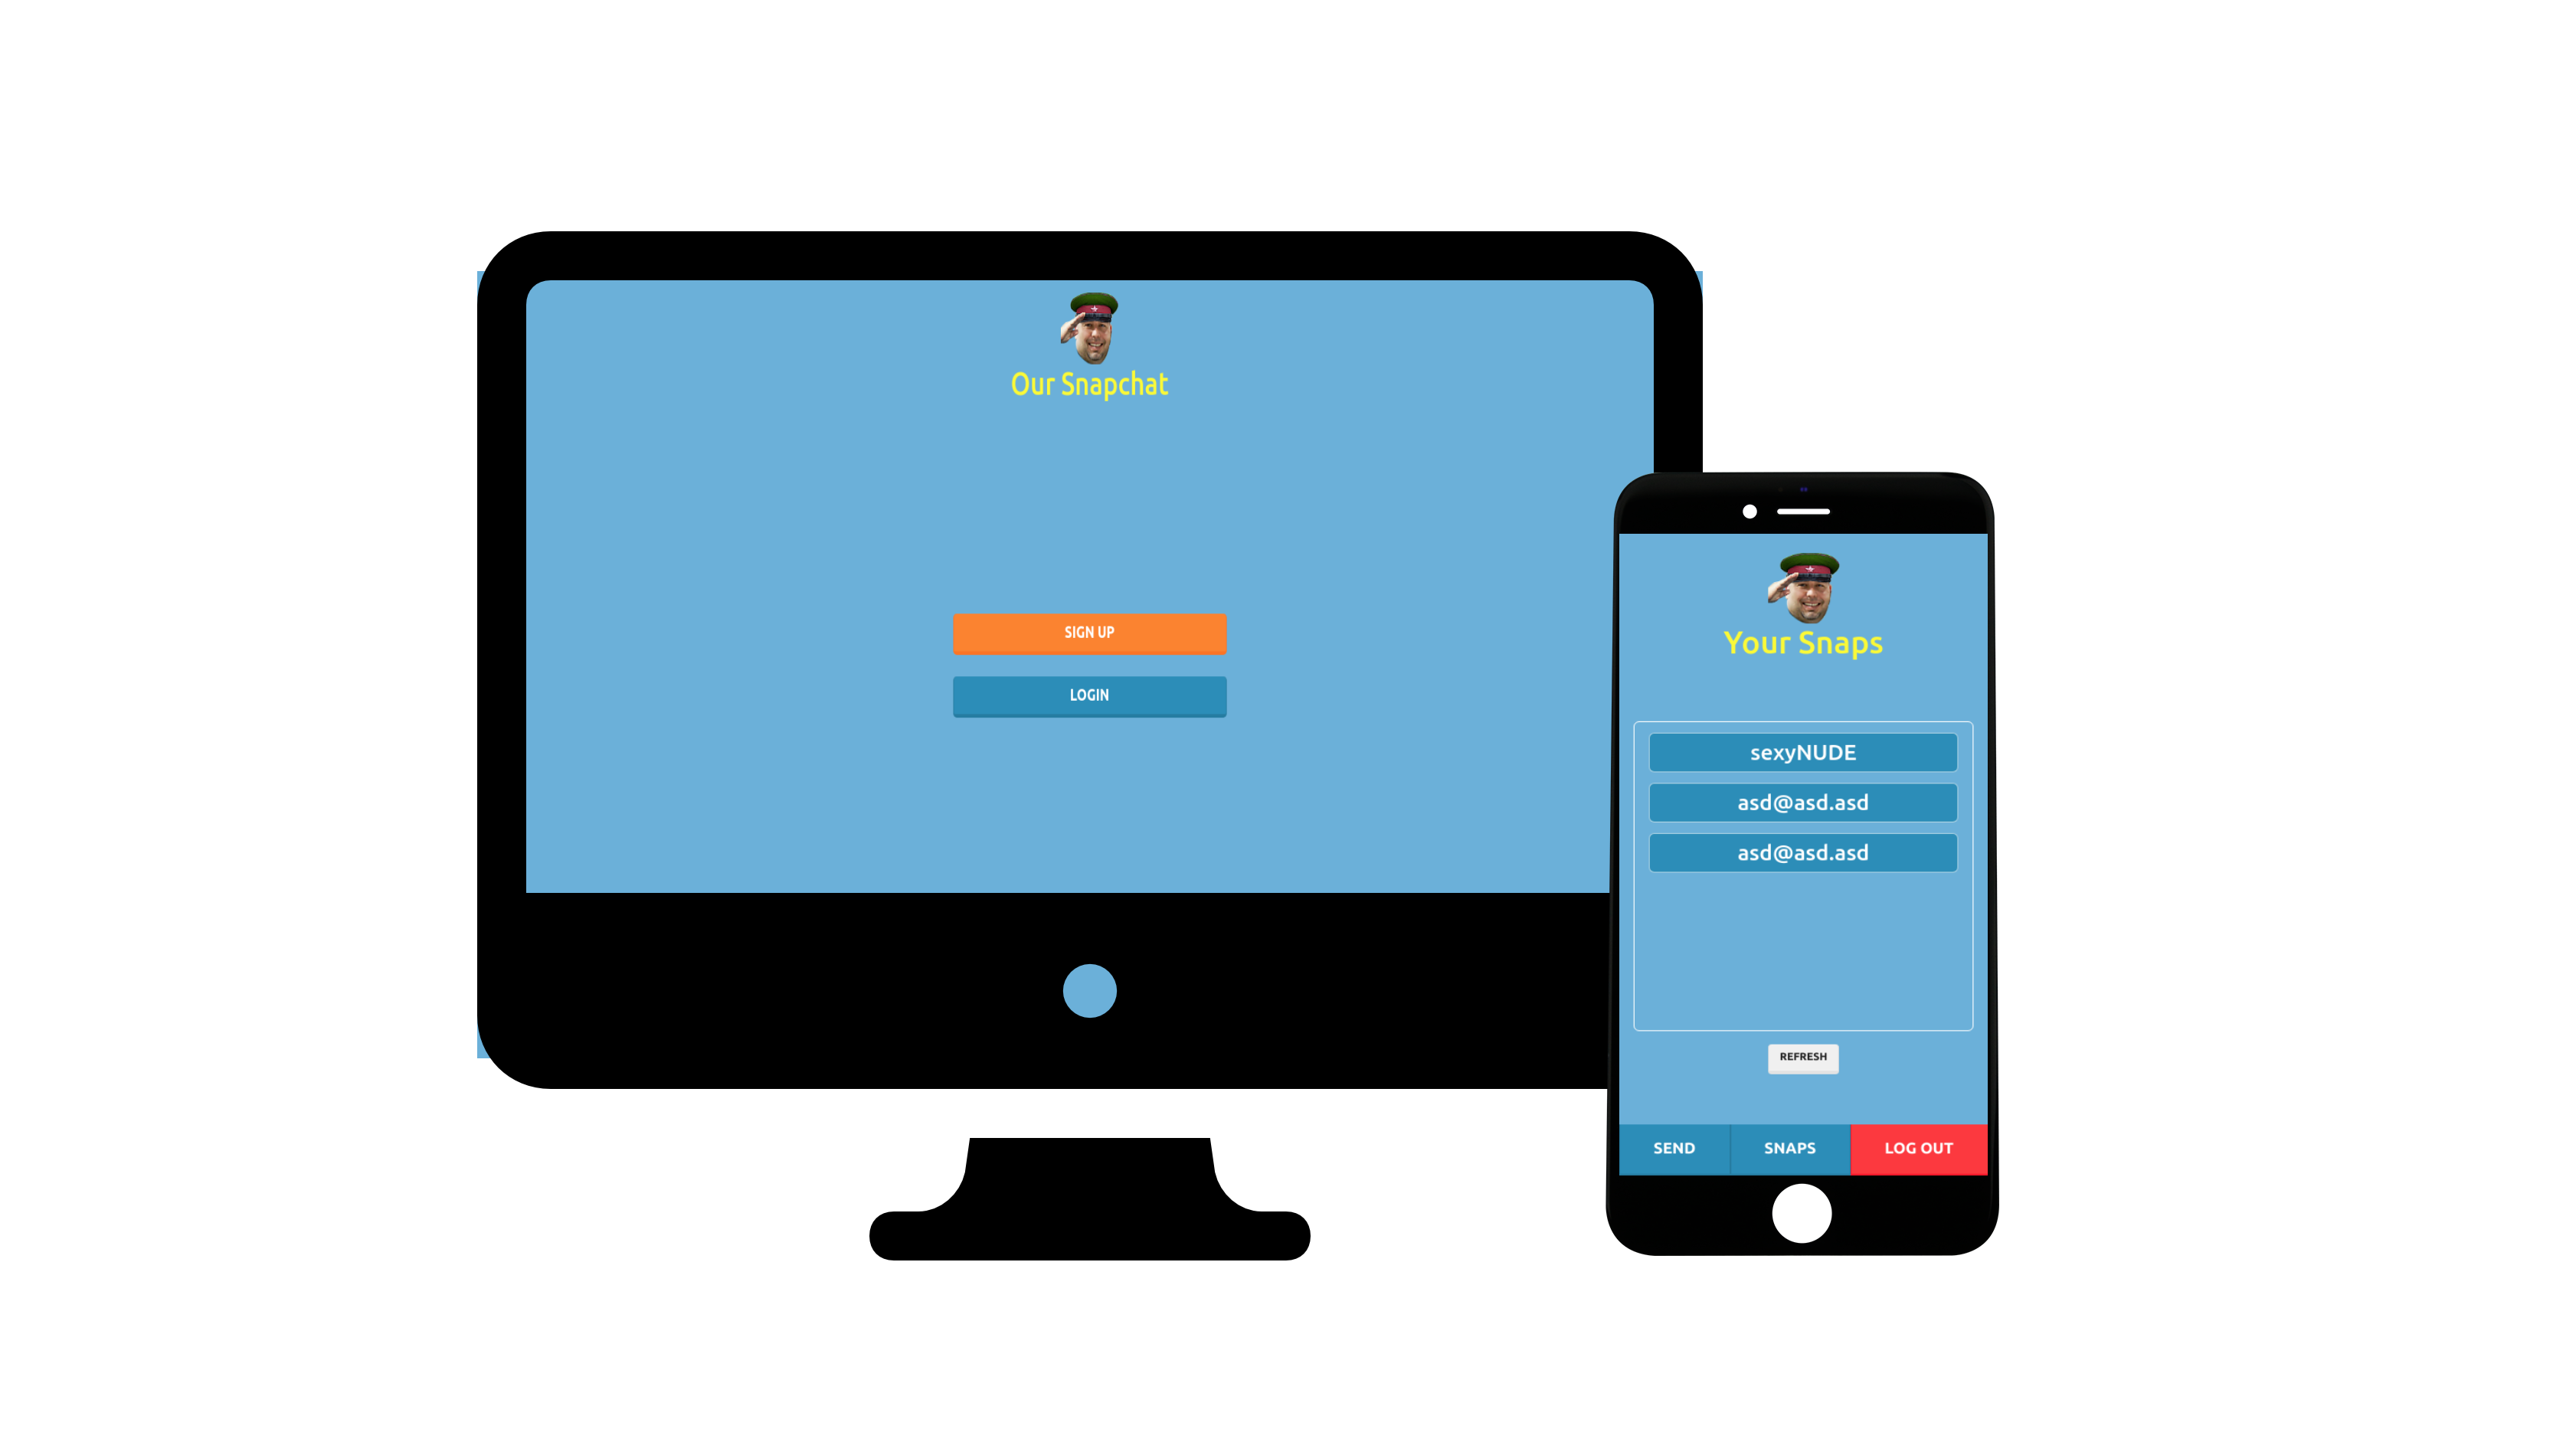 Our Snapchat
SIGN UP
LOGIN
Your Snaps
sexyNUDE
asd@asd.asd
asd@asd.asd
REFRESH
SEND SNAPS LOG OUT